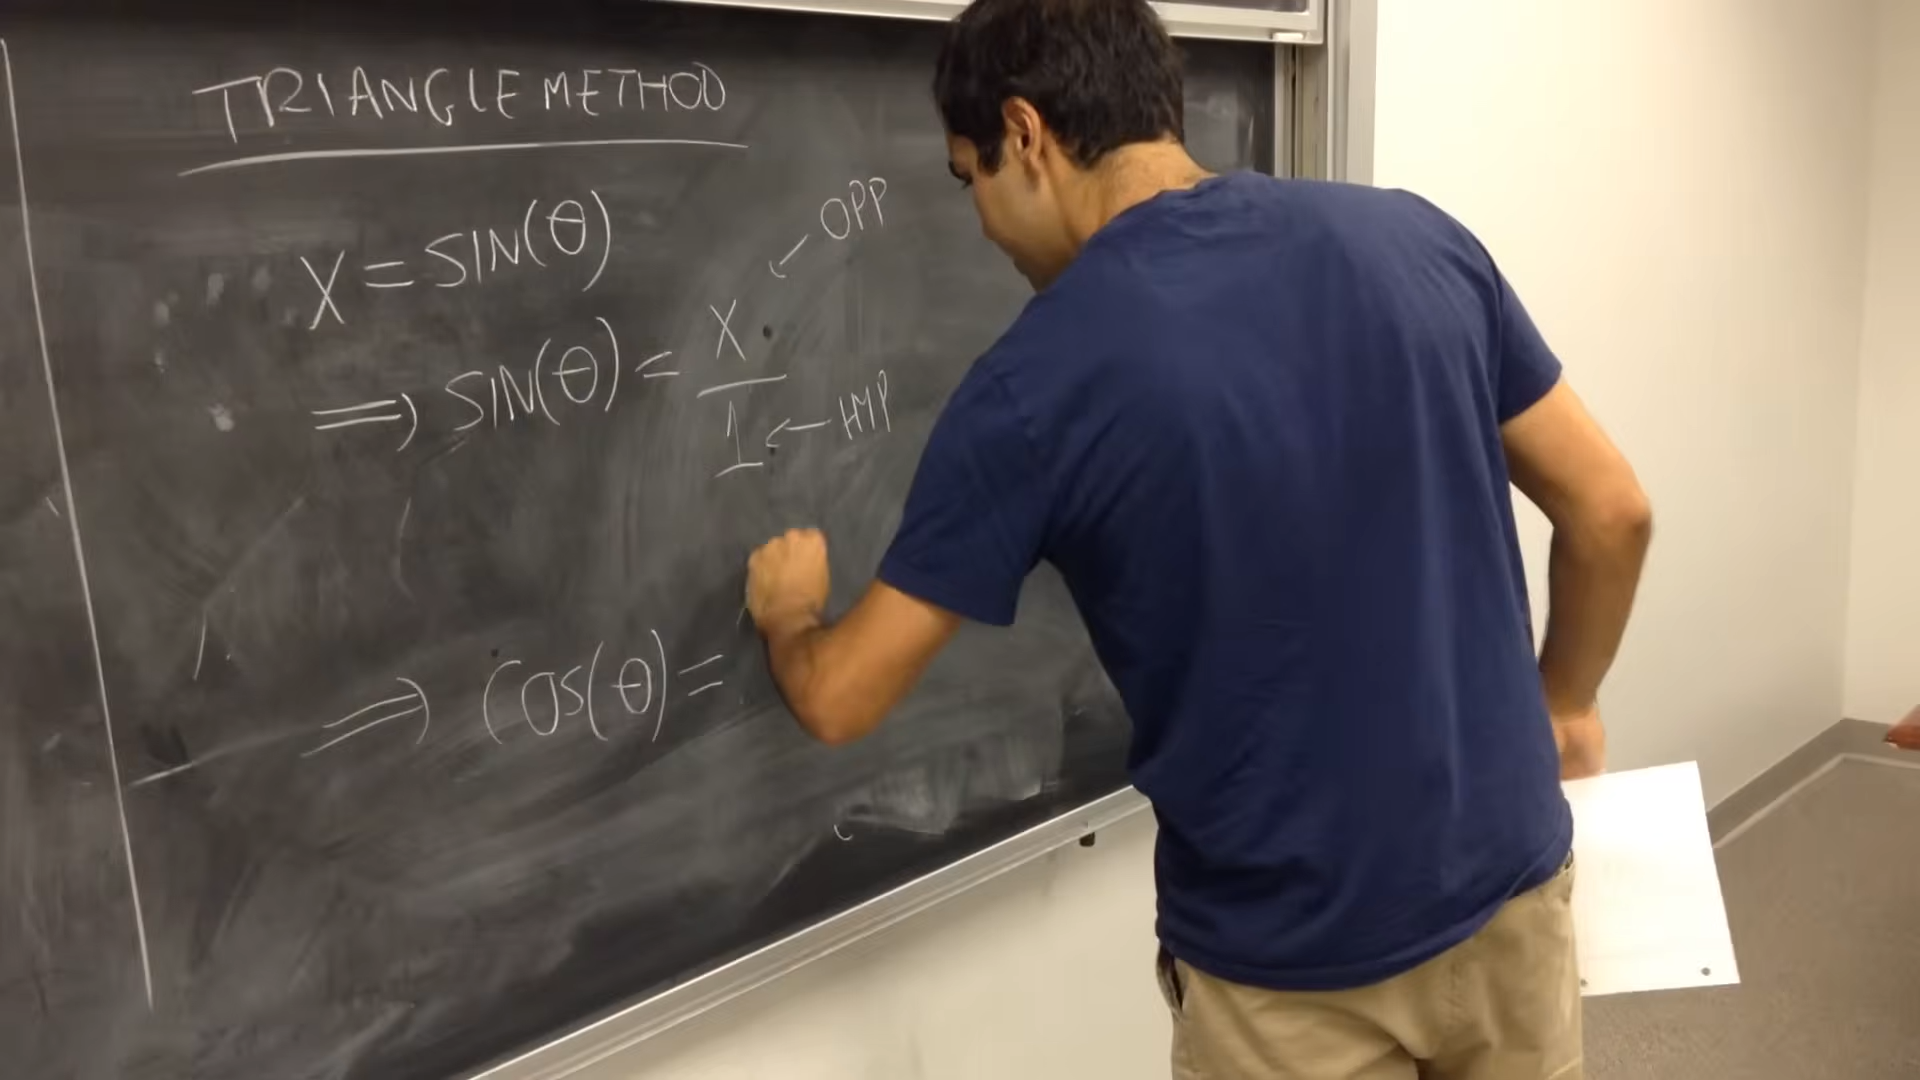 TRIANGLE METHOD
X = SIN(θ)
OPP
⇒ SIN(θ) = X / 1
← HYP
⇒ COS(θ) =